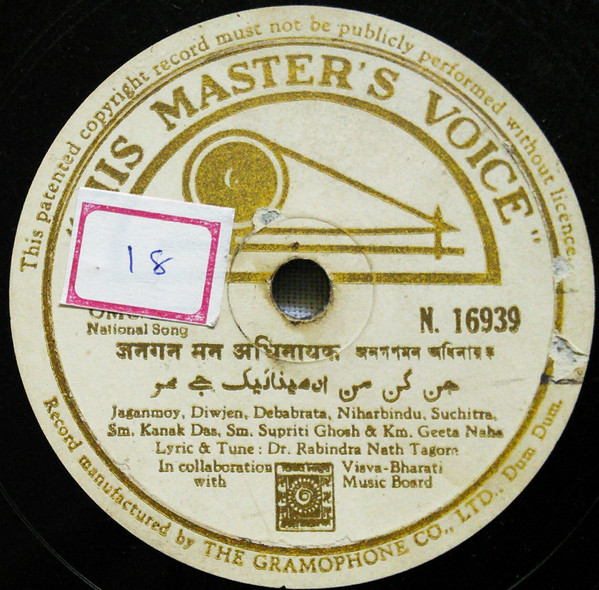 This patented copyright record must not be publicly performed without licence.
"HIS MASTER'S VOICE"
18
N. 16939
National Song
जनगन मन अधिनायक জনগণমন অধিনায়ক
جن گن من ادھینائیک جے ہو
Jaganmoy, Diwjen, Debabrata, Niharbindu, Suchitra,
Sm. Kanak Das, Sm. Supriti Ghosh & Km. Geeta Naha
Lyric & Tune : Dr. Rabindra Nath Tagore
In collaboration Visva-Bharati
with Music Board
Record manufactured by THE GRAMOPHONE CO., LTD., Dum Dum.